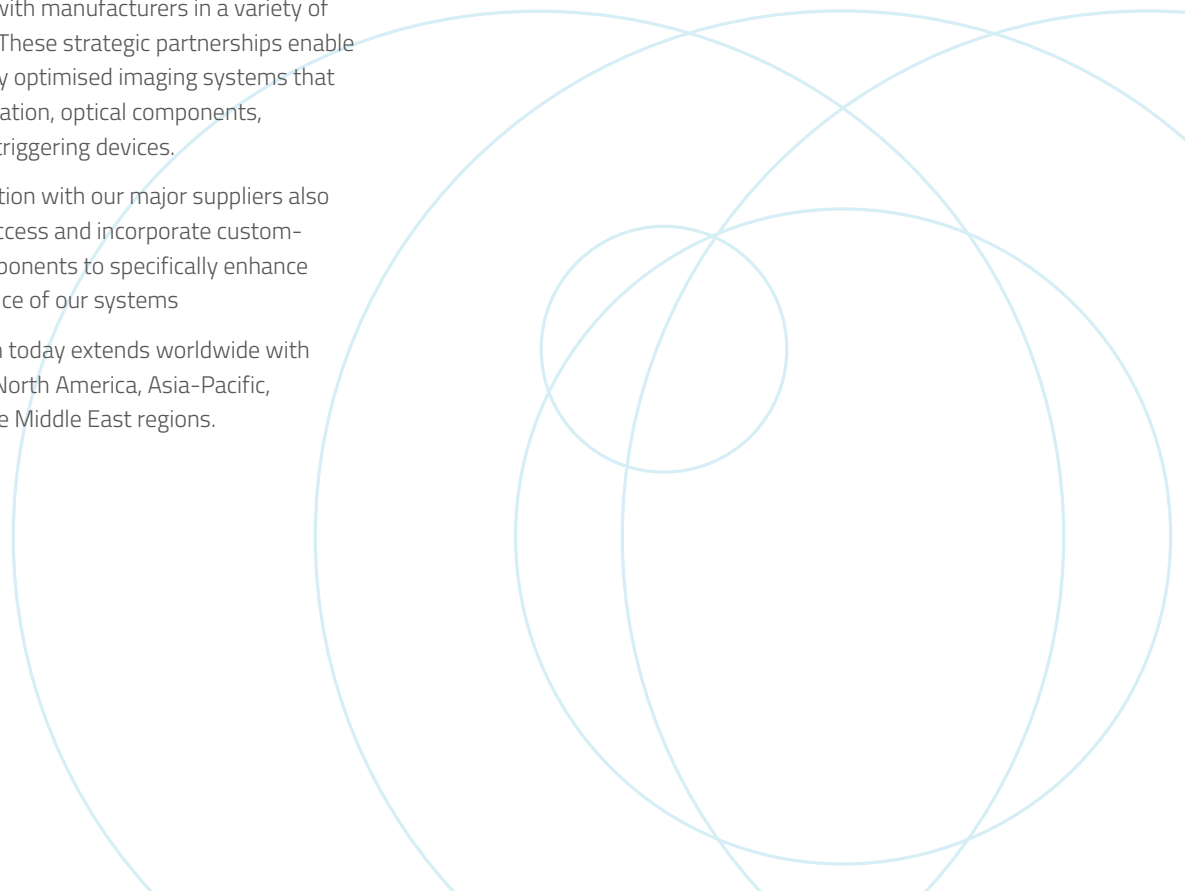 with manufacturers in a variety of
These strategic partnerships enable
y optimised imaging systems that
ation, optical components,
triggering devices.
tion with our major suppliers also
ccess and incorporate custom-
ponents to specifically enhance
ce of our systems
n today extends worldwide with
North America, Asia-Pacific,
e Middle East regions.